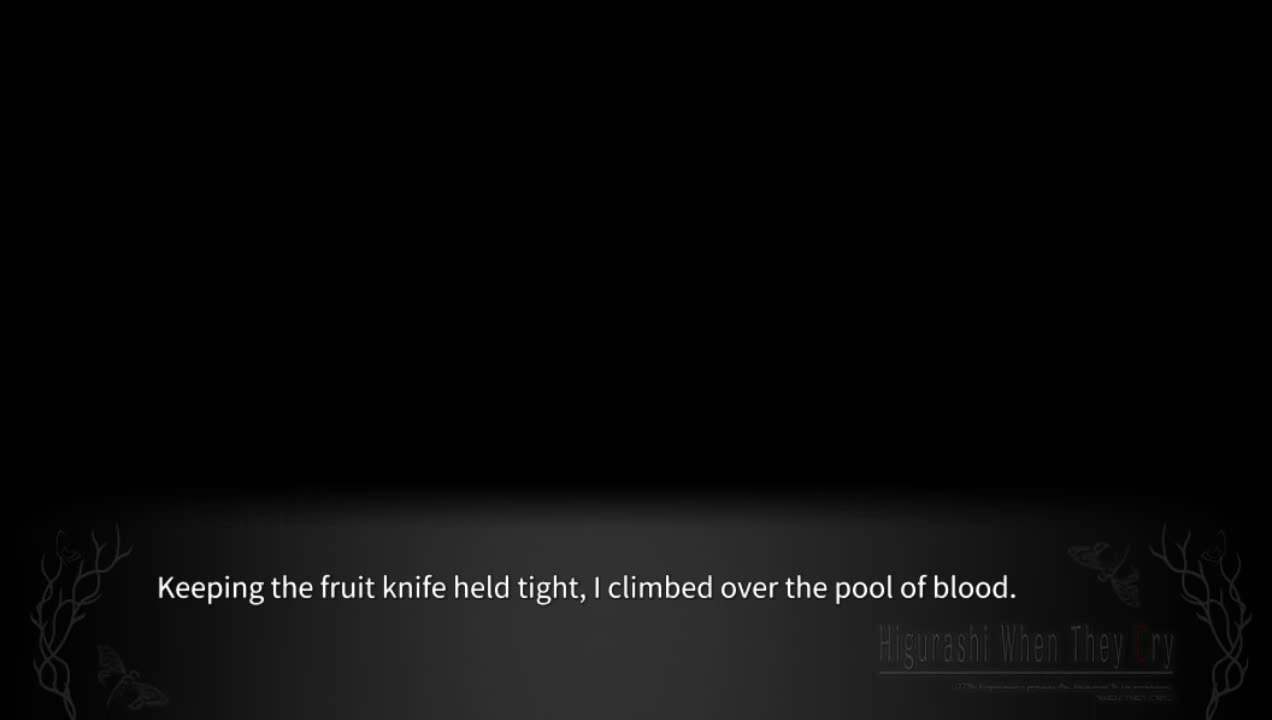 Keeping the fruit knife held tight, I climbed over the pool of blood.
Higurashi When They Cry